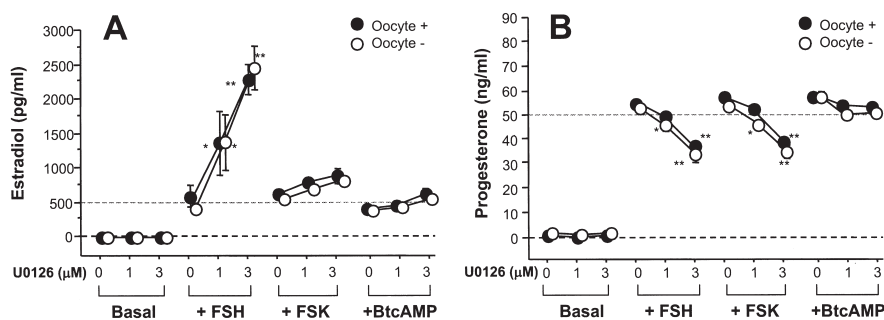 A
Oocyte +
Oocyte -
Estradiol (pg/ml)
3000
2500
2000
1500
1000
500
0
* * ** **
U0126 (μM) 0 1 3 0 1 3 0 1 3 0 1 3
Basal + FSH + FSK +BtcAMP
B
Oocyte +
Oocyte -
Progesterone (ng/ml)
90
80
70
60
50
40
30
20
10
0
* ** ** * ** **
U0126 (μM) 0 1 3 0 1 3 0 1 3 0 1 3
Basal + FSH + FSK +BtcAMP